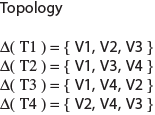 Topology
Δ( T1 ) = { V1, V2, V3 }
Δ( T2 ) = { V1, V3, V4 }
Δ( T3 ) = { V1, V4, V2 }
Δ( T4 ) = { V2, V4, V3 }